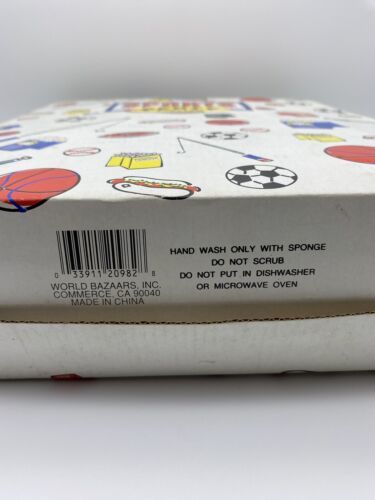 SPORTS
0 33911 20982 8
WORLD BAZAARS, INC.
COMMERCE, CA 90040
MADE IN CHINA
HAND WASH ONLY WITH SPONGE
DO NOT SCRUB
DO NOT PUT IN DISHWASHER
OR MICROWAVE OVEN